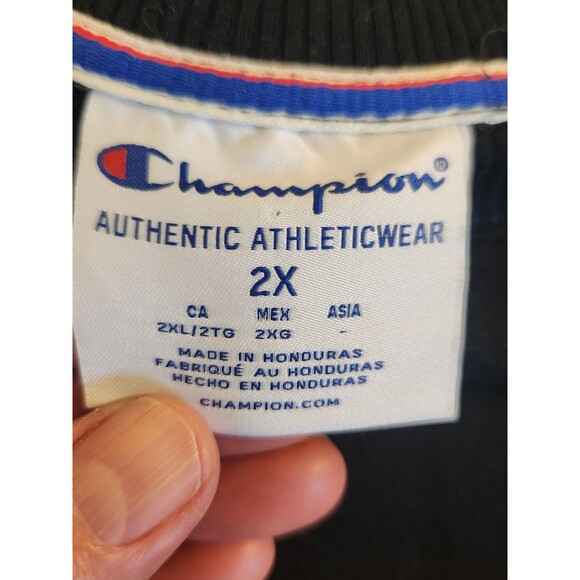 Champion®
AUTHENTIC ATHLETICWEAR
2X
CA MEX ASIA
2XL/2TG 2XG -
MADE IN HONDURAS
FABRIQUÉ AU HONDURAS
HECHO EN HONDURAS
CHAMPION.COM